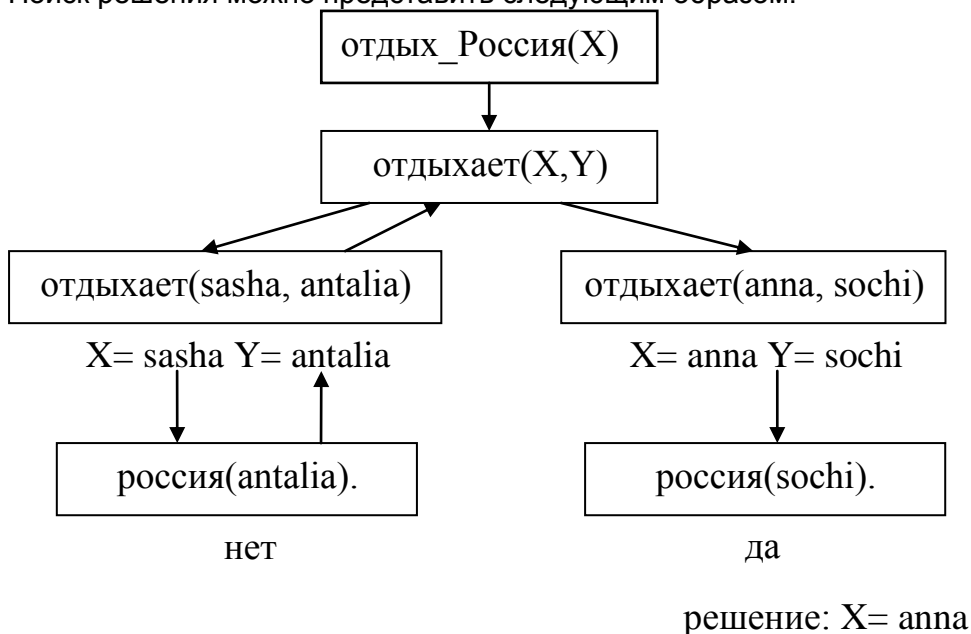 Поиск решения можно представить следующим образом:
отдых_Россия(X)
отдыхает(X,Y)
отдыхает(sasha, antalia)
отдыхает(anna, sochi)
X= sasha Y= antalia
X= anna Y= sochi
россия(antalia).
россия(sochi).
нет
да
решение: X= anna